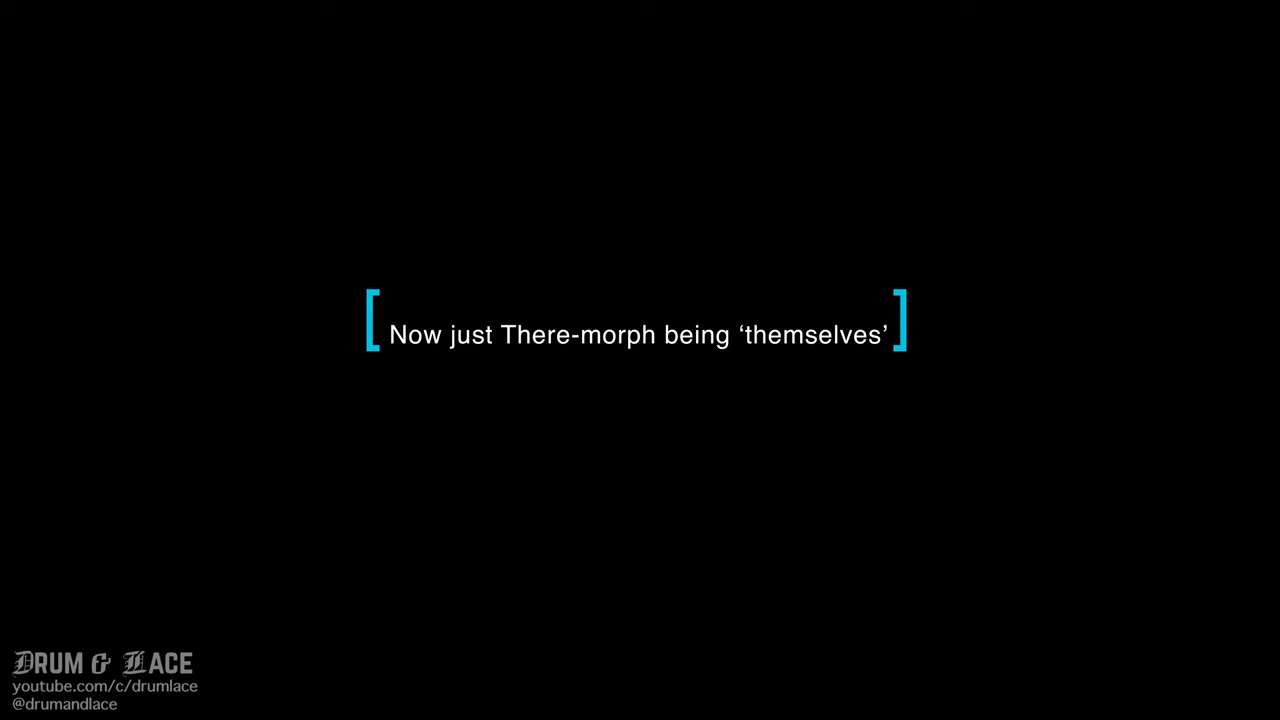 [Now just There-morph being ‘themselves’]
DRUM & LACE
youtube.com/c/drumlace
@drumandlace